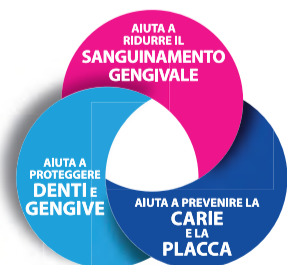 AIUTA A
RIDURRE IL
SANGUINAMENTO
GENGIVALE
AIUTA A
PROTEGGERE
DENTI E
GENGIVE
AIUTA A PREVENIRE LA
CARIE
E LA
PLACCA